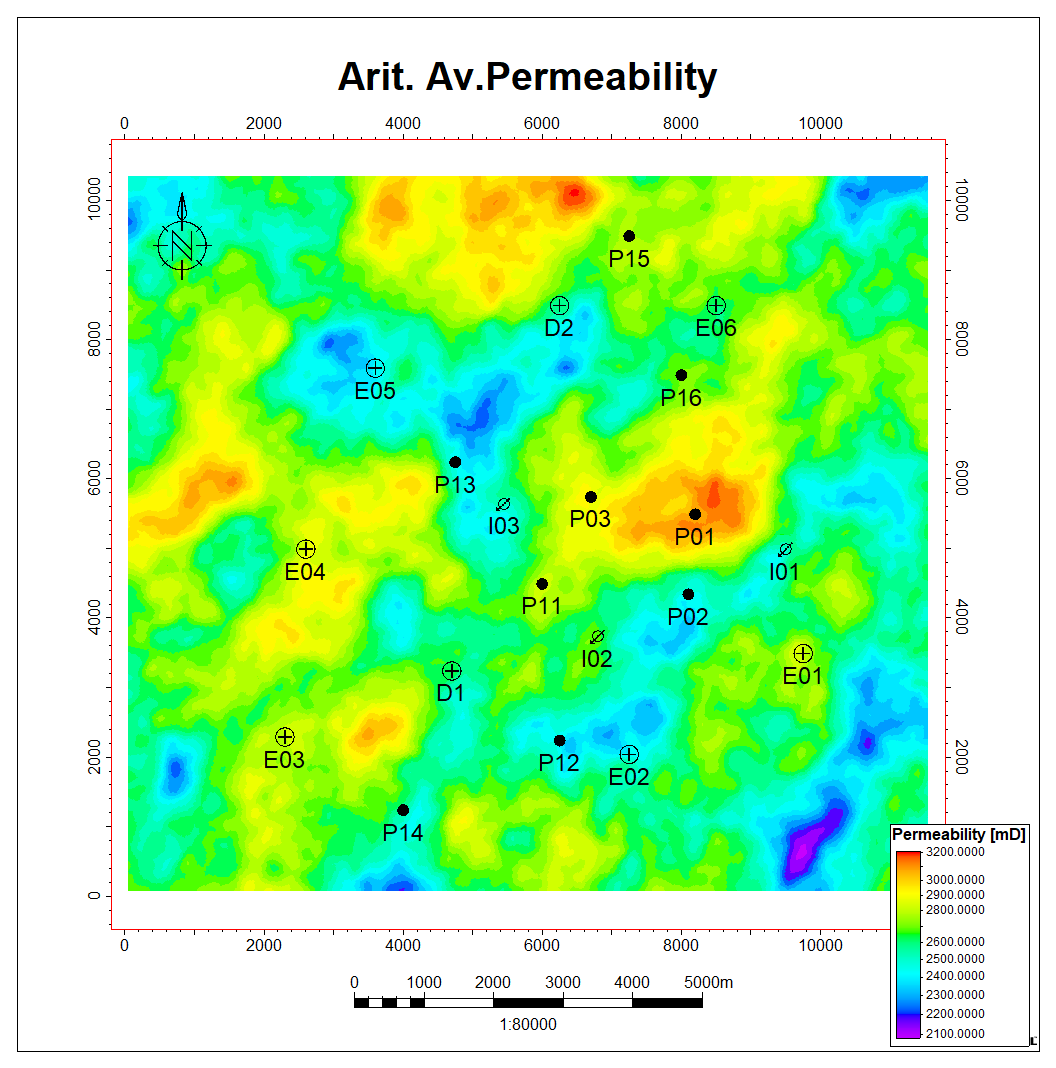 Arit. Av.Permeability
0 2000 4000 6000 8000 10000
10000 10000
N
P15
D2 E06
8000 8000
E05 P16
6000 6000
P13
I03 P03 P01
E04 I01
P11 P02
4000 4000
I02
E01
D1
2000 2000
E03 P12 E02
P14
0
Permeability [mD]
3200.0000
3000.0000
2900.0000
2800.0000
2600.0000
2500.0000
2400.0000
2300.0000
2200.0000
2100.0000
0 2000 4000 6000 8000 10000
0 1000 2000 3000 4000 5000m
1:80000